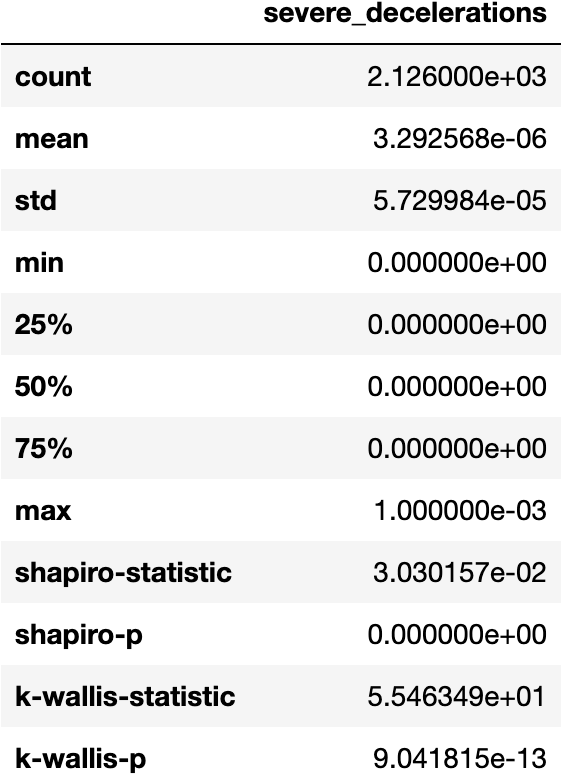 severe_decelerations
count 2.126000e+03
mean 3.292568e-06
std 5.729984e-05
min 0.000000e+00
25% 0.000000e+00
50% 0.000000e+00
75% 0.000000e+00
max 1.000000e-03
shapiro-statistic 3.030157e-02
shapiro-p 0.000000e+00
k-wallis-statistic 5.546349e+01
k-wallis-p 9.041815e-13